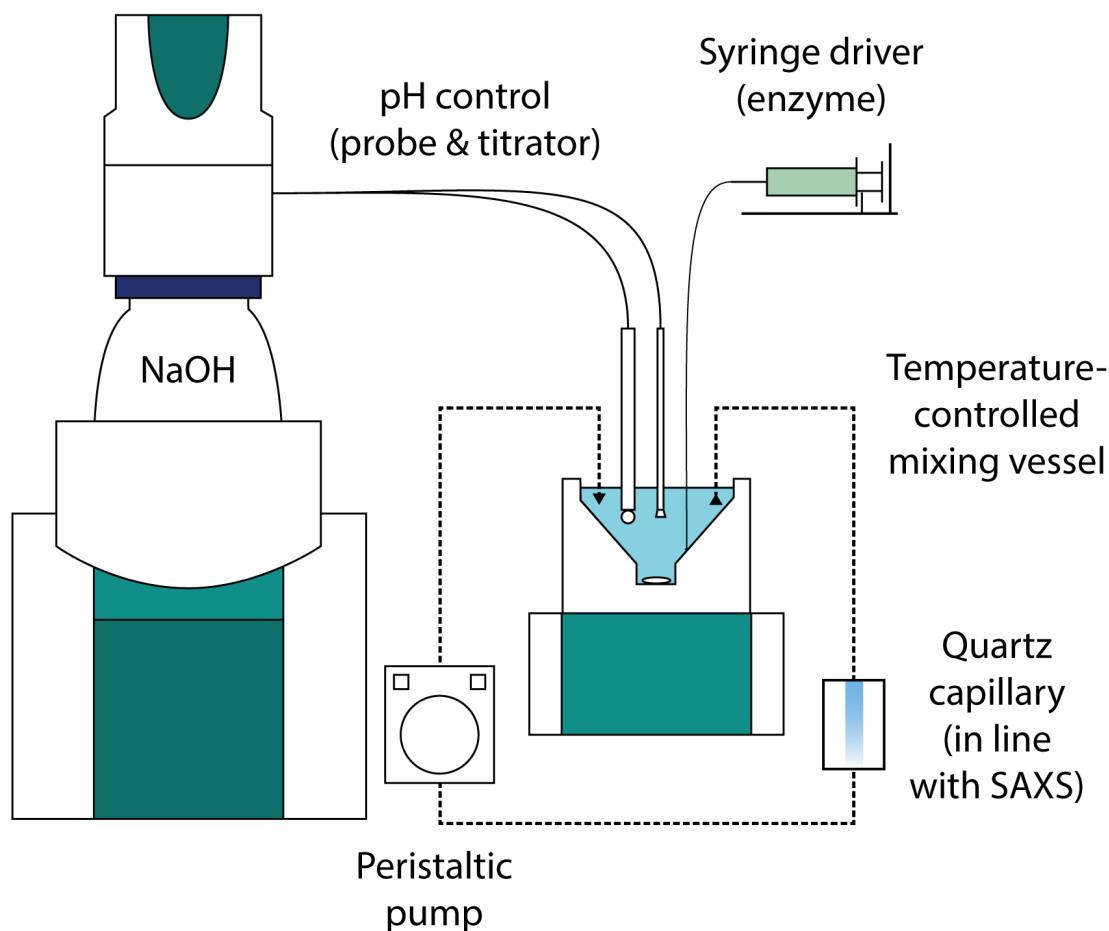 Syringe driver
(enzyme)
pH control
(probe & titrator)
NaOH
Temperature-
controlled
mixing vessel
Quartz
capillary
(in line
with SAXS)
Peristaltic
pump